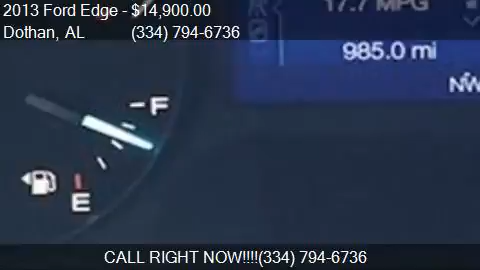 2013 Ford Edge - $14,900.00
Dothan, AL (334) 794-6736
17.7 MPG
985.0 mi
NW
F
E
CALL RIGHT NOW!!!!(334) 794-6736